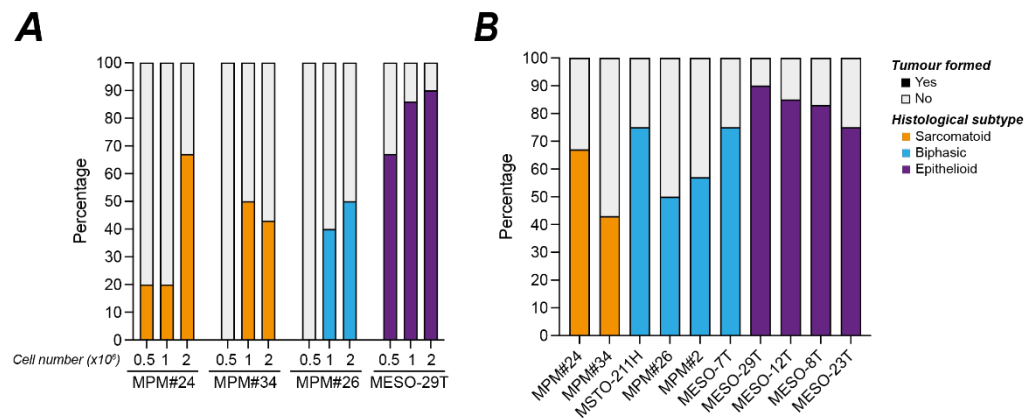 A
Percentage
100
90
80
70
60
50
40
30
20
10
0
Cell number (x10⁶)
0.5 1 2 0.5 1 2 0.5 1 2 0.5 1 2
MPM#24 MPM#34 MPM#26 MESO-29T
B
Percentage
100
90
80
70
60
50
40
30
20
10
0
MPM#24
MPM#34
MSTO-211H
MPM#26
MPM#2
MESO-7T
MESO-29T
MESO-12T
MESO-8T
MESO-23T
Tumour formed
Yes
No
Histological subtype
Sarcomatoid
Biphasic
Epithelioid